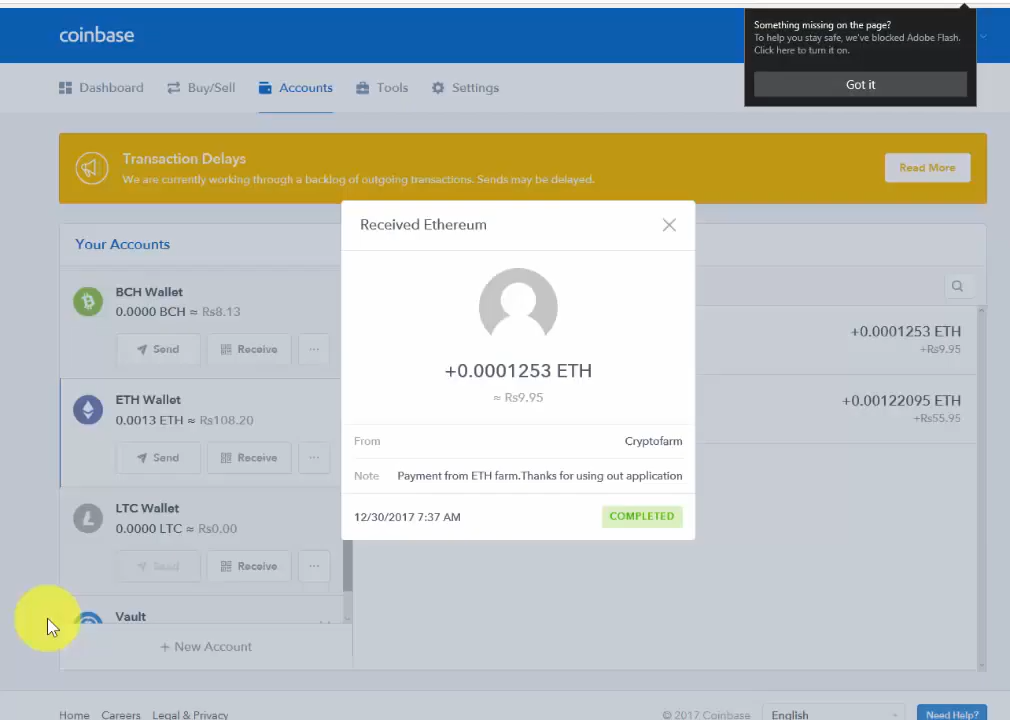 Something missing on the page?
To help you stay safe, we've blocked Adobe Flash.
Click here to turn it on.
Got it
coinbase
Dashboard
Buy/Sell
Accounts
Tools
Settings
Transaction Delays
We are currently working through a backlog of outgoing transactions. Sends may be delayed.
Read More
Your Accounts
BCH Wallet
0.0000 BCH ≈ Rs8.13
Send
Receive
ETH Wallet
0.0013 ETH ≈ Rs108.20
Send
Receive
LTC Wallet
0.0000 LTC ≈ Rs0.00
Send
Receive
Vault
+ New Account
Received Ethereum
+0.0001253 ETH
≈ Rs9.95
From Cryptofarm
Note Payment from ETH farm.Thanks for using out application
12/30/2017 7:37 AM
COMPLETED
+0.0001253 ETH
+Rs9.95
+0.00122095 ETH
+Rs55.95
Home Careers Legal & Privacy
© 2017 Coinbase
English
Need Help?